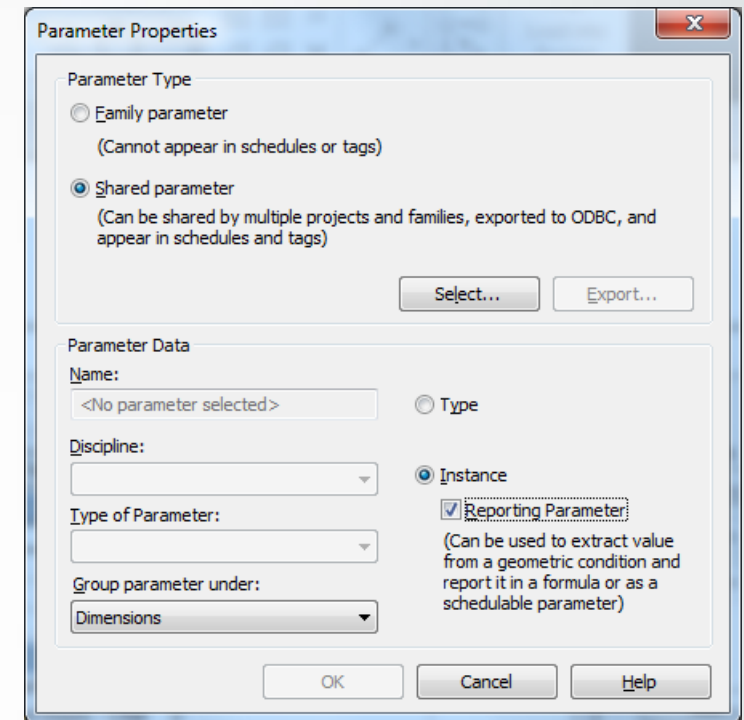 Parameter Properties
Parameter Type
Family parameter
(Cannot appear in schedules or tags)
Shared parameter
(Can be shared by multiple projects and families, exported to ODBC, and
appear in schedules and tags)
Select...
Export...
Parameter Data
Name:
<No parameter selected>
Type
Discipline:
Instance
Reporting Parameter
Type of Parameter:
(Can be used to extract value
from a geometric condition and
report it in a formula or as a
schedulable parameter)
Group parameter under:
Dimensions
OK
Cancel
Help